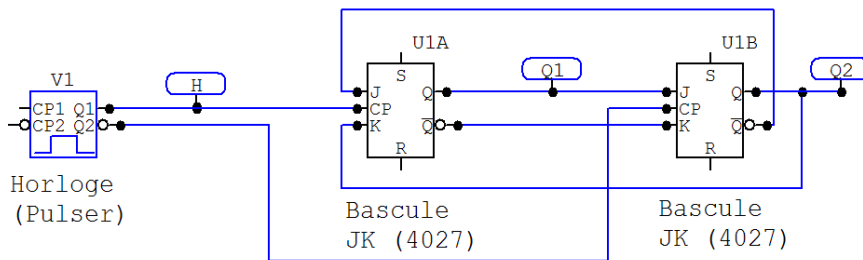 V1
CP1 Q1
CP2 Q2
Horloge
(Pulser)
H
U1A
S
J Q
CP
K Q
R
Bascule
JK (4027)
Q1
U1B
S
J Q
CP
K Q
R
Bascule
JK (4027)
Q2